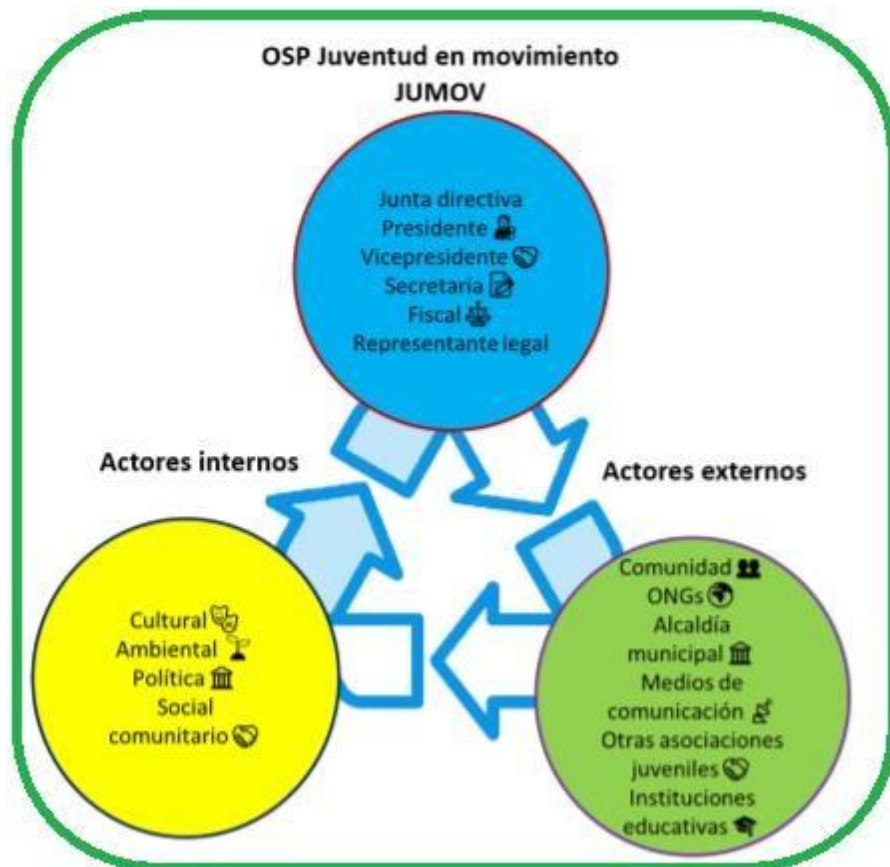 OSP Juventud en movimiento
JUMOV
Junta directiva
Presidente
Vicepresidente
Secretaria
Fiscal
Representante legal
Actores internos
Actores externos
Cultural
Ambiental
Política
Social
comunitario
Comunidad
ONGs
Alcaldía
municipal
Medios de
comunicación
Otras asociaciones
juveniles
Instituciones
educativas